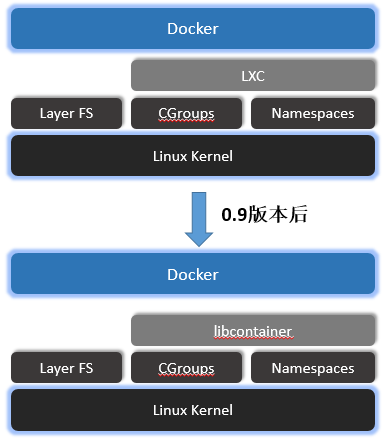 Docker
LXC
Layer FS
CGroups
Namespaces
Linux Kernel
0.9版本后
Docker
libcontainer
Layer FS
CGroups
Namespaces
Linux Kernel